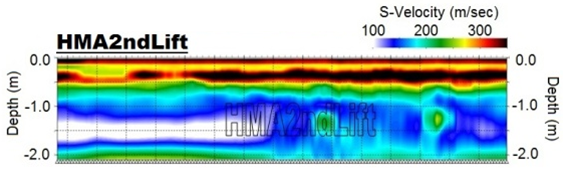 S-Velocity (m/sec)
100 200 300
HMA2ndLift
0.0 0.0
Depth (m) -1.0 HMA2ndLift -1.0 Depth (m)
-2.0 -2.0